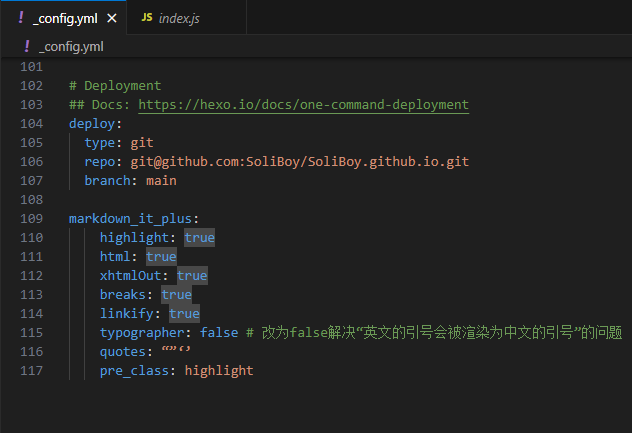 ! _config.yml × JS index.js
! _config.yml
101
102 # Deployment
103 ## Docs: https://hexo.io/docs/one-command-deployment
104 deploy:
105   type: git
106   repo: git@github.com:SoliBoy/SoliBoy.github.io.git
107   branch: main
108
109 markdown_it_plus:
110     highlight: true
111     html: true
112     xhtmlOut: true
113     breaks: true
114     linkify: true
115     typographer: false # 改为false解决“英文的引号会被渲染为中文的引号”的问题
116     quotes: “”‘’
117     pre_class: highlight